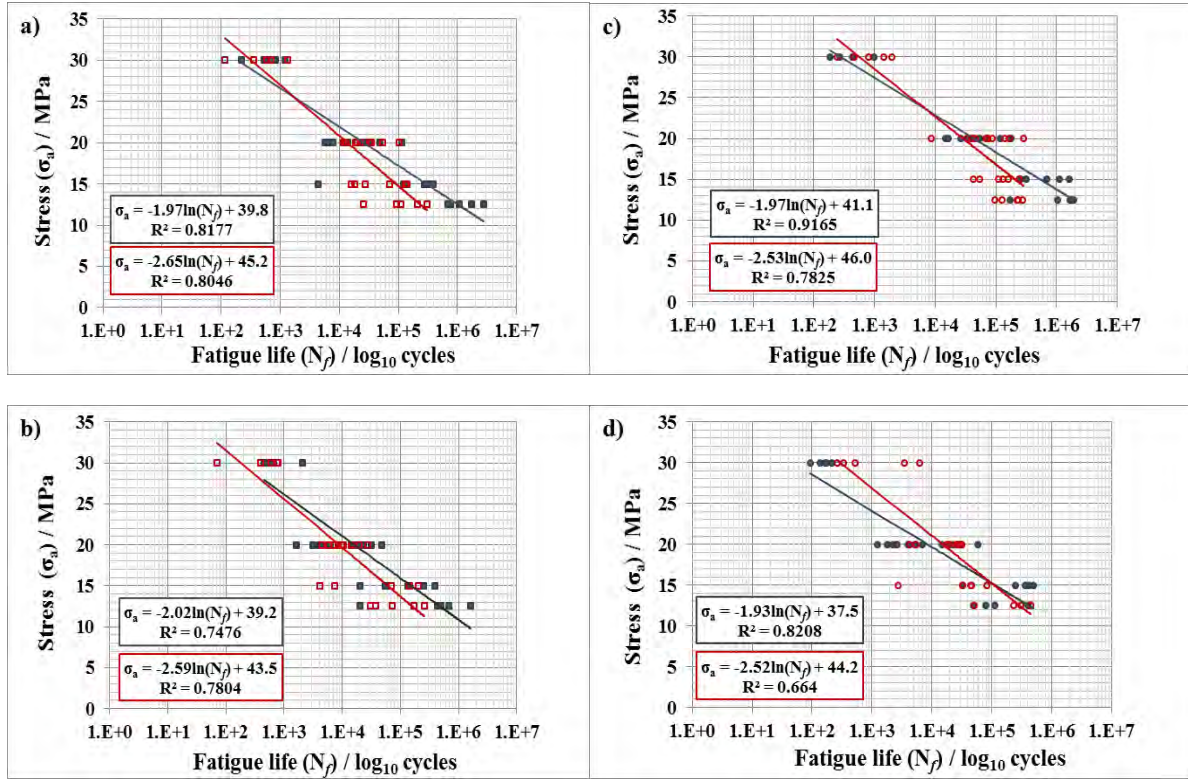 a)
Stress (σₐ) / MPa
35
30
25
20
15
10
5
0
σₐ = -1.97ln(N𝑓) + 39.8
R² = 0.8177
σₐ = -2.65ln(N𝑓) + 45.2
R² = 0.8046
1.E+0 1.E+1 1.E+2 1.E+3 1.E+4 1.E+5 1.E+6 1.E+7
Fatigue life (N𝑓) / log₁₀ cycles
c)
Stress (σₐ) / MPa
35
30
25
20
15
10
5
0
σₐ = -1.97ln(N𝑓) + 41.1
R² = 0.9165
σₐ = -2.53ln(N𝑓) + 46.0
R² = 0.7825
1.E+0 1.E+1 1.E+2 1.E+3 1.E+4 1.E+5 1.E+6 1.E+7
Fatigue life (N𝑓) / log₁₀ cycles
b)
Stress (σₐ) / MPa
35
30
25
20
15
10
5
0
σₐ = -2.02ln(N𝑓) + 39.2
R² = 0.7476
σₐ = -2.59ln(N𝑓) + 43.5
R² = 0.7804
1.E+0 1.E+1 1.E+2 1.E+3 1.E+4 1.E+5 1.E+6 1.E+7
Fatigue life (N𝑓) / log₁₀ cycles
d)
Stress (σₐ) / MPa
35
30
25
20
15
10
5
0
σₐ = -1.93ln(N𝑓) + 37.5
R² = 0.8208
σₐ = -2.52ln(N𝑓) + 44.2
R² = 0.664
1.E+0 1.E+1 1.E+2 1.E+3 1.E+4 1.E+5 1.E+6 1.E+7
Fatigue life (N𝑓) / log₁₀ cycles